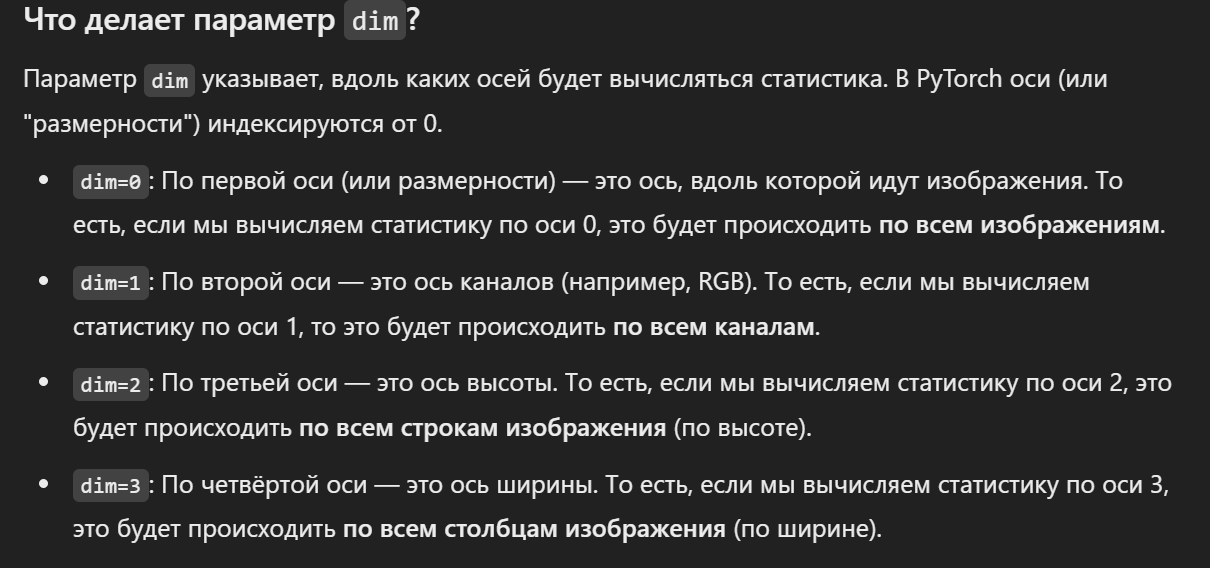 Что делает параметр dim?
Параметр dim указывает, вдоль каких осей будет вычисляться статистика. В PyTorch оси (или
"размерности") индексируются от 0.
• dim=0: По первой оси (или размерности) — это ось, вдоль которой идут изображения. То
есть, если мы вычисляем статистику по оси 0, это будет происходить по всем изображениям.
• dim=1: По второй оси — это ось каналов (например, RGB). То есть, если мы вычисляем
статистику по оси 1, то это будет происходить по всем каналам.
• dim=2: По третьей оси — это ось высоты. То есть, если мы вычисляем статистику по оси 2, это
будет происходить по всем строкам изображения (по высоте).
• dim=3: По четвёртой оси — это ось ширины. То есть, если мы вычисляем статистику по оси 3,
это будет происходить по всем столбцам изображения (по ширине).